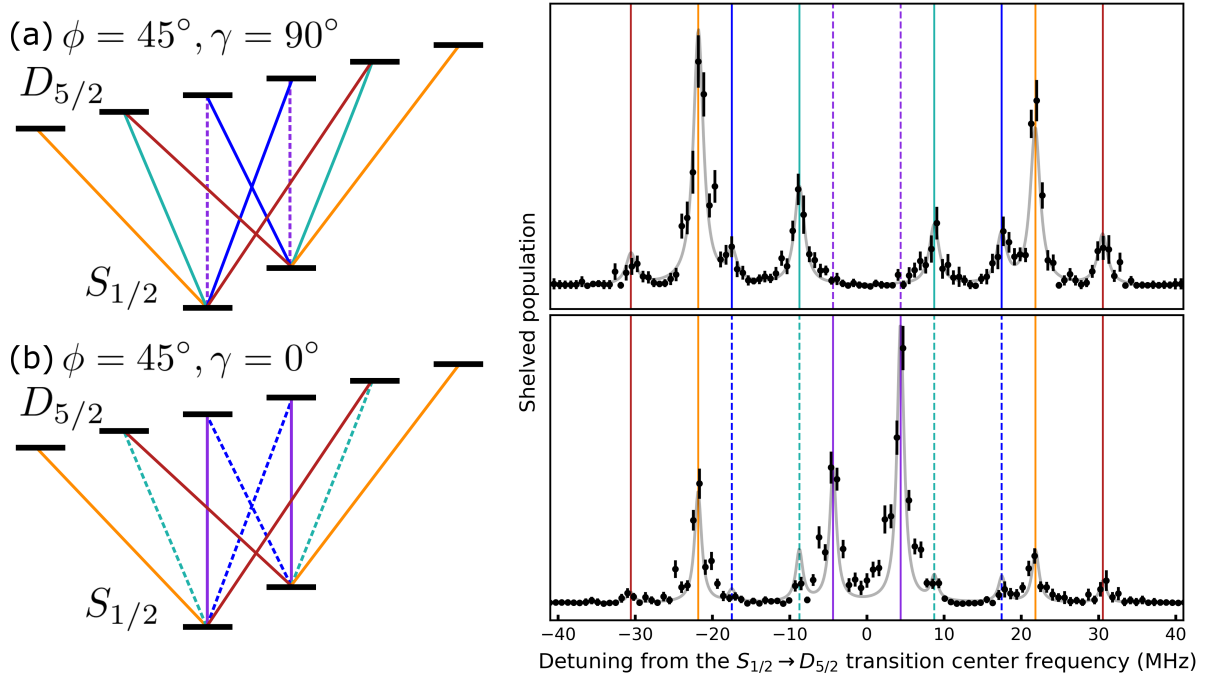 (a) ϕ = 45°, γ = 90°
D5/2
S1/2
(b) ϕ = 45°, γ = 0°
D5/2
S1/2
Shelved population
−40 −30 −20 −10 0 10 20 30 40
Detuning from the S1/2 → D5/2 transition center frequency (MHz)